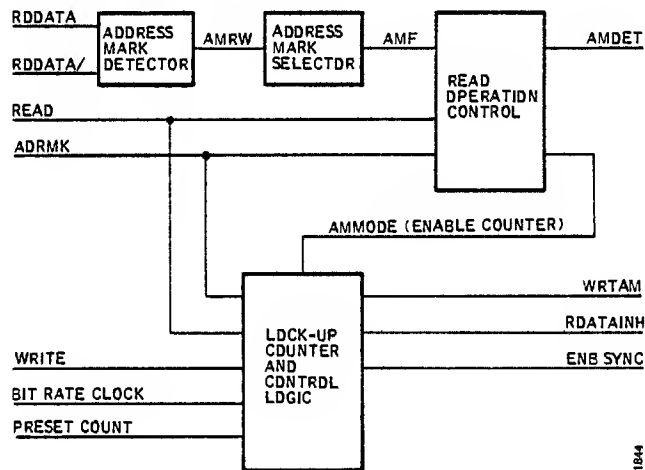 RDDATA
RDDATA/
ADDRESS
MARK
DETECTOR
AMRW
ADDRESS
MARK
SELECTDR
AMF
READ
DPERATION
CONTROL
AMDET
READ
ADRMK
AMMODE (ENABLE COUNTER)
WRTAM
RDATAINH
ENB SYNC
LDCK-UP
CDUNTER
AND
CDNTRDL
LDGIC
WRITE
BIT RATE CLOCK
PRESET COUNT
1844